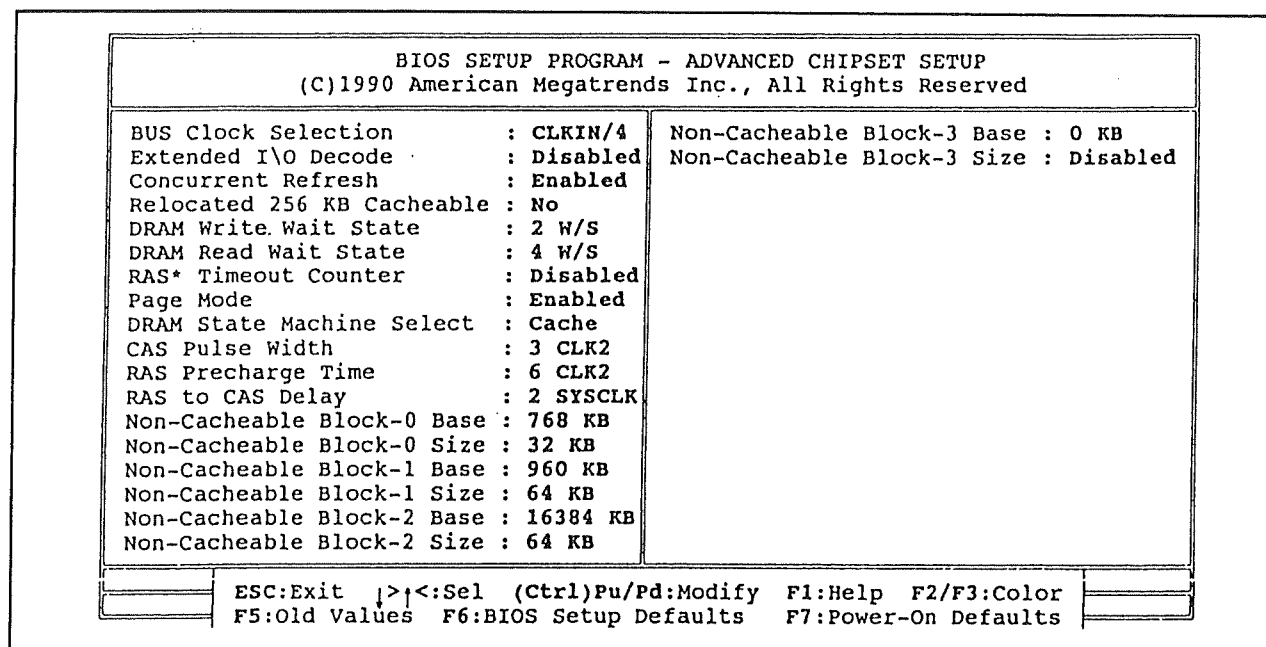 BIOS SETUP PROGRAM - ADVANCED CHIPSET SETUP
(C)1990 American Megatrends Inc., All Rights Reserved
BUS Clock Selection : CLKIN/4
Extended I\O Decode : Disabled
Concurrent Refresh : Enabled
Relocated 256 KB Cacheable : No
DRAM Write Wait State : 2 W/S
DRAM Read Wait State : 4 W/S
RAS* Timeout Counter : Disabled
Page Mode : Enabled
DRAM State Machine Select : Cache
CAS Pulse Width : 3 CLK2
RAS Precharge Time : 6 CLK2
RAS to CAS Delay : 2 SYSCLK
Non-Cacheable Block-0 Base : 768 KB
Non-Cacheable Block-0 Size : 32 KB
Non-Cacheable Block-1 Base : 960 KB
Non-Cacheable Block-1 Size : 64 KB
Non-Cacheable Block-2 Base : 16384 KB
Non-Cacheable Block-2 Size : 64 KB
Non-Cacheable Block-3 Base : 0 KB
Non-Cacheable Block-3 Size : Disabled
ESC:Exit ↓>↑<:Sel (Ctrl)Pu/Pd:Modify F1:Help F2/F3:Color
F5:Old Values F6:BIOS Setup Defaults F7:Power-On Defaults